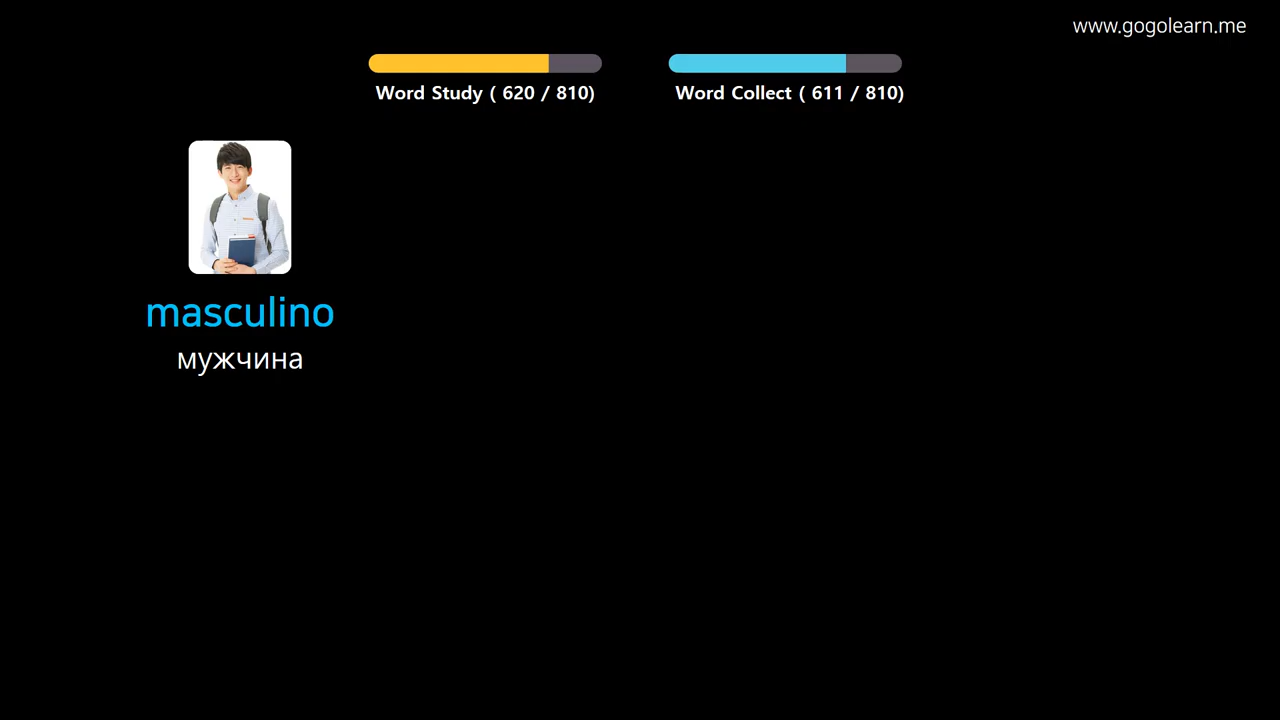 www.gogolearn.me
Word Study ( 620 / 810)
Word Collect ( 611 / 810)
masculino
мужчина